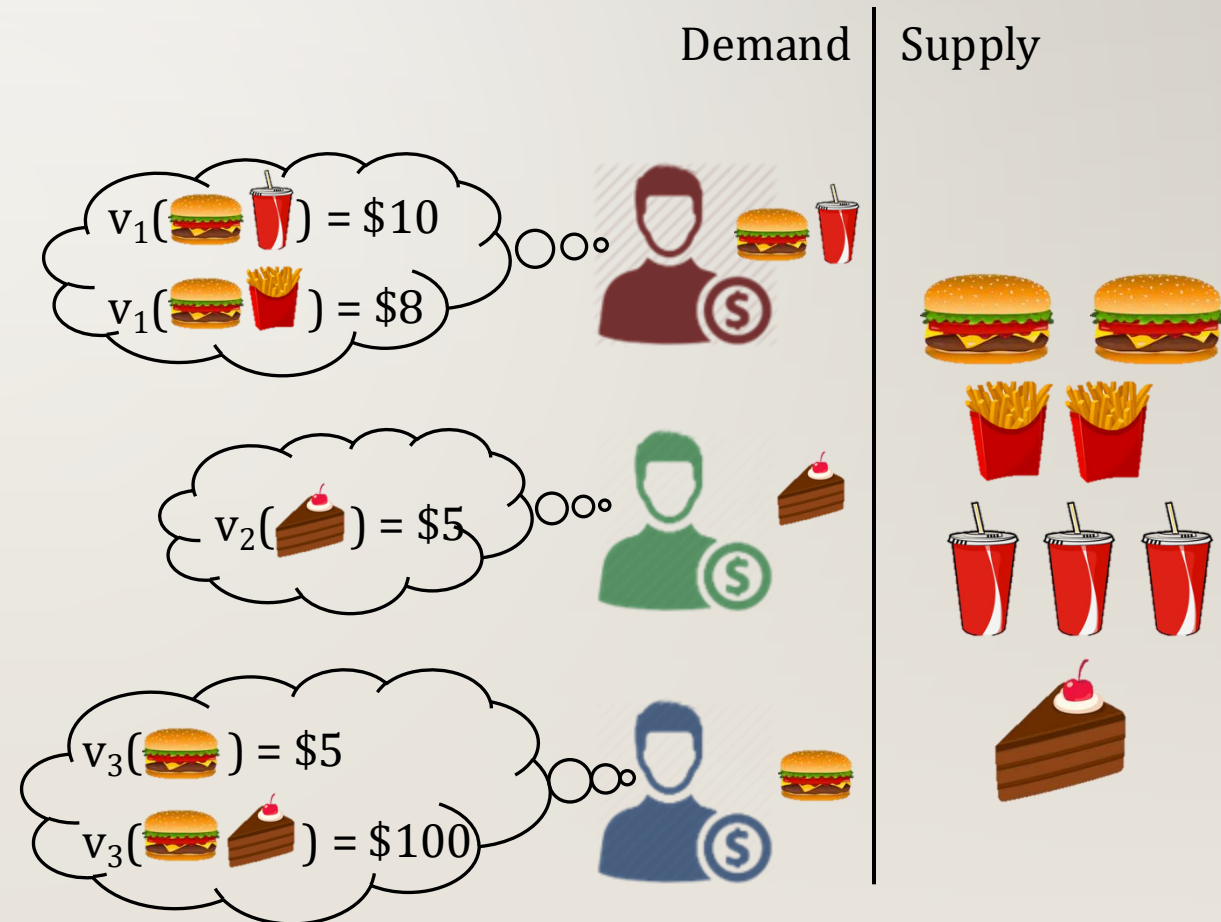 Demand Supply
v₁( ) = $10
v₁( ) = $8
$
v₂( ) = $5
$
v₃( ) = $5
v₃( ) = $100
$